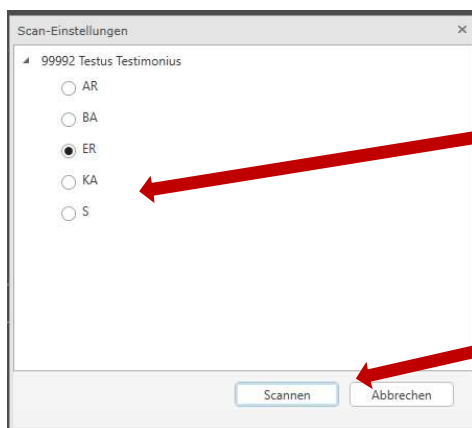 Scan-Einstellungen
99992 Testus Testimonius
AR
BA
ER
KA
S
Scannen Abbrechen